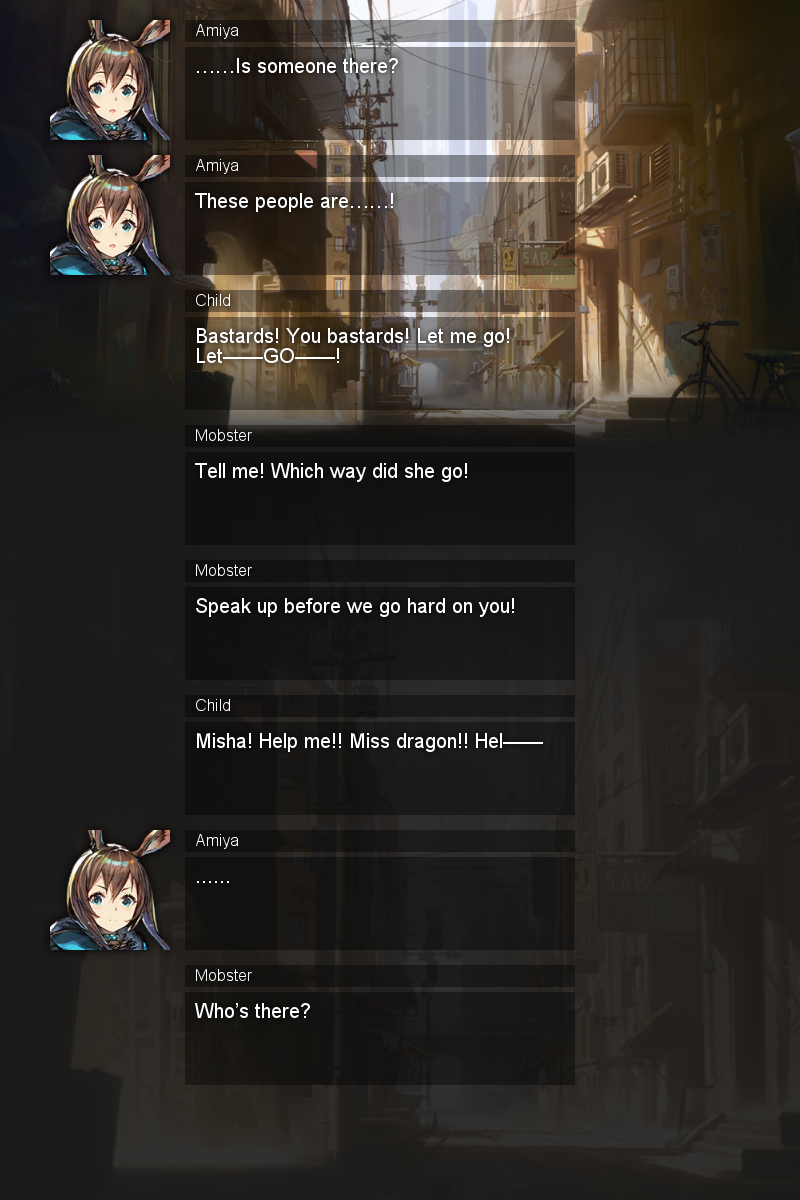 Amiya
……Is someone there?
Amiya
These people are……!
Child
Bastards! You bastards! Let me go!
Let——GO——!
Mobster
Tell me! Which way did she go!
Mobster
Speak up before we go hard on you!
Child
Misha! Help me!! Miss dragon!! Hel——
Amiya
……
Mobster
Who’s there?